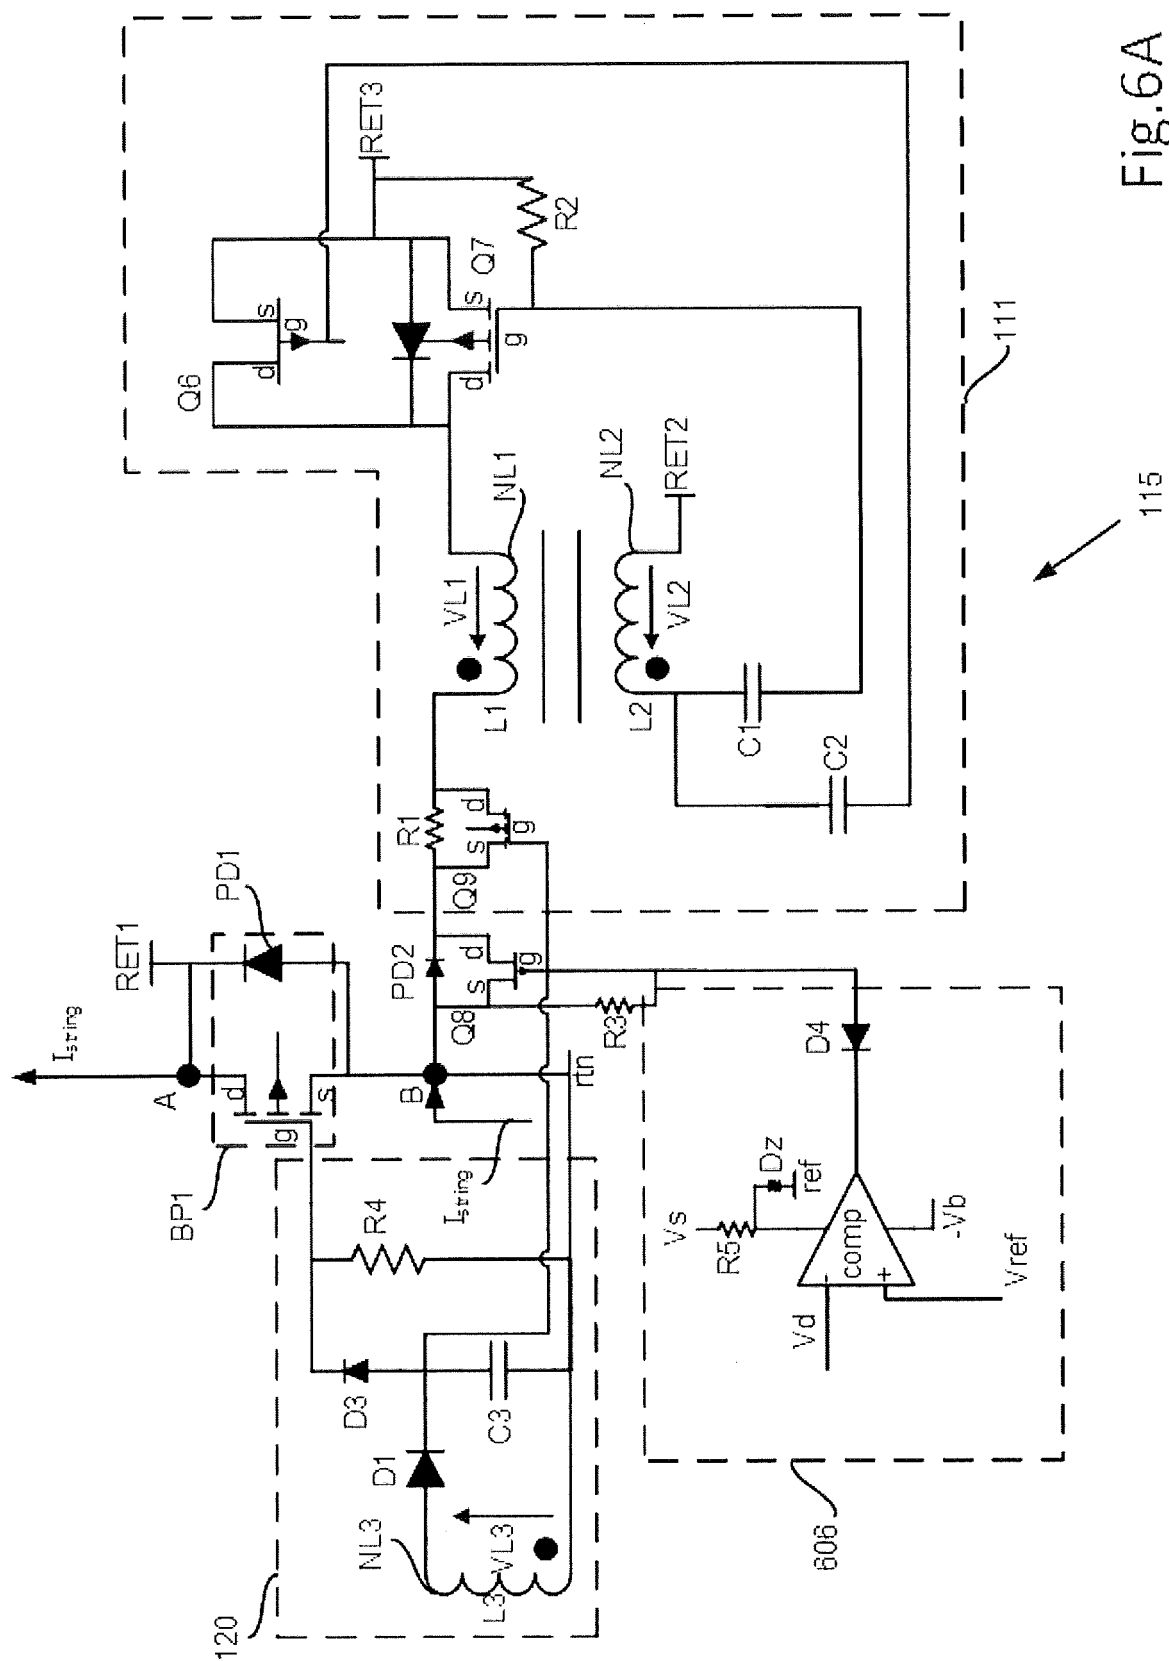 Fig.6A
RET3
Q6
d
s
g
Q7
s
d
g
R2
111
NL1
VL1
L1
NL2
RET2
VL2
L2
C1
C2
115
R1
d
s
g
Q9
PD1
RET1
PD2
d
s
g
Q8
R3
I string
A
d
s
g
BP1
B
rtn
I string
R4
D3
C3
D1
NL3
VL3
L3
120
D4
Dz
ref
Vs
R5
comp
-
+
-Vb
Vd
Vref
606